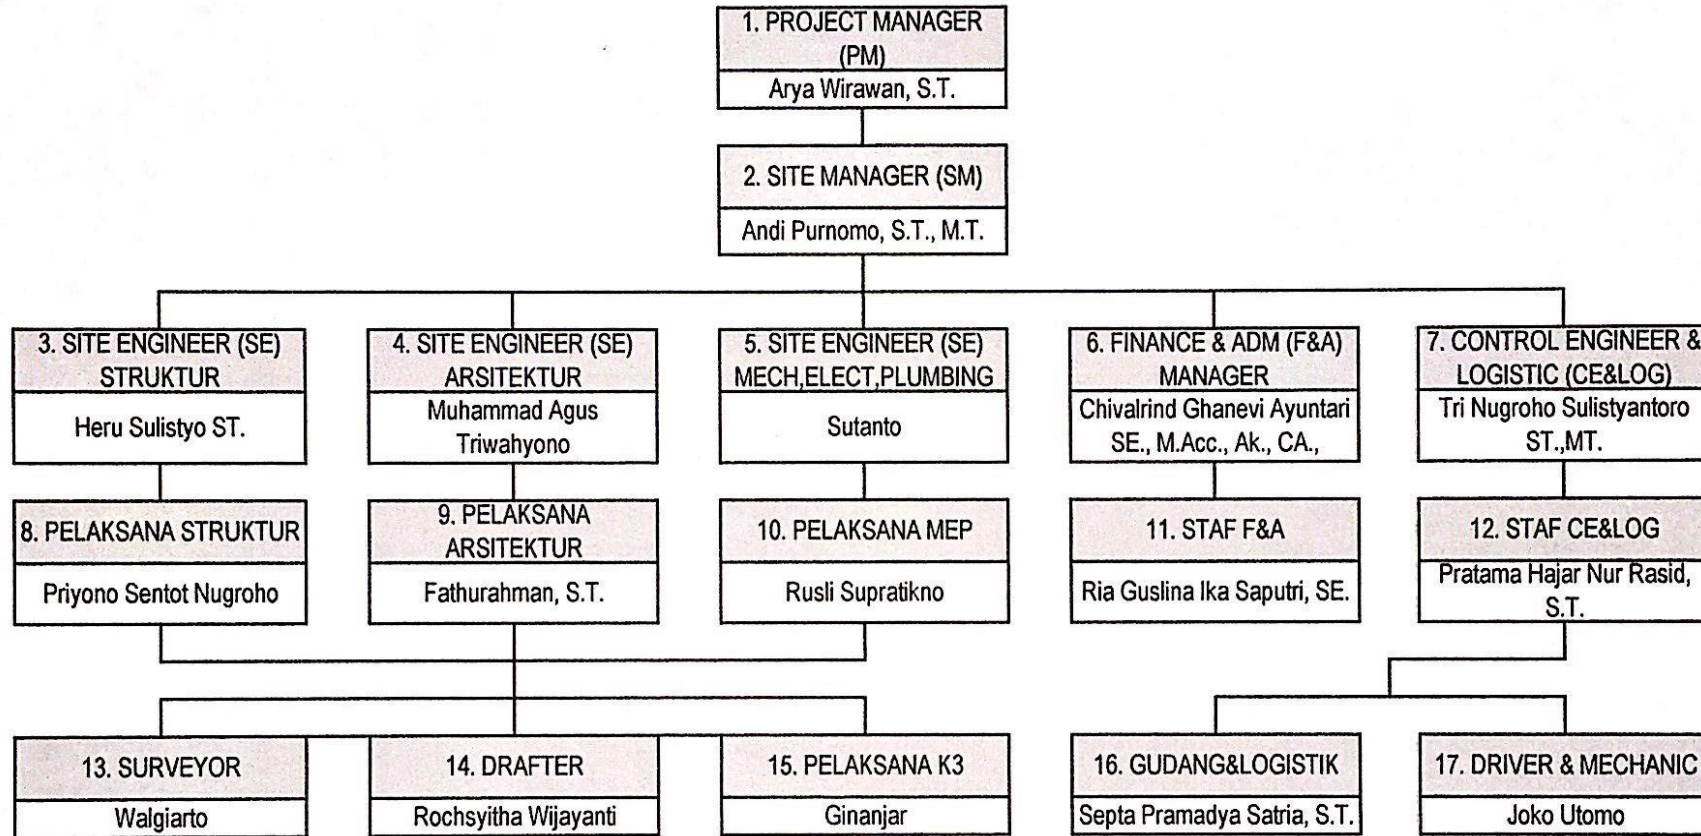 1. PROJECT MANAGER
(PM)
Arya Wirawan, S.T.
2. SITE MANAGER (SM)
Andi Purnomo, S.T., M.T.
3. SITE ENGINEER (SE)
STRUKTUR
Heru Sulistyo ST.
4. SITE ENGINEER (SE)
ARSITEKTUR
Muhammad Agus
Triwahyono
5. SITE ENGINEER (SE)
MECH,ELECT,PLUMBING
Sutanto
6. FINANCE & ADM (F&A)
MANAGER
Chivalrind Ghanevi Ayuntari
SE., M.Acc., Ak., CA.,
7. CONTROL ENGINEER &
LOGISTIC (CE&LOG)
Tri Nugroho Sulistyantoro
ST.,MT.
8. PELAKSANA STRUKTUR
Priyono Sentot Nugroho
9. PELAKSANA
ARSITEKTUR
Fathurahman, S.T.
10. PELAKSANA MEP
Rusli Supratikno
11. STAF F&A
Ria Guslina Ika Saputri, SE.
12. STAF CE&LOG
Pratama Hajar Nur Rasid,
S.T.
13. SURVEYOR
Walgiarto
14. DRAFTER
Rochsyitha Wijayanti
15. PELAKSANA K3
Ginanjar
16. GUDANG&LOGISTIK
Septa Pramadya Satria, S.T.
17. DRIVER & MECHANIC
Joko Utomo